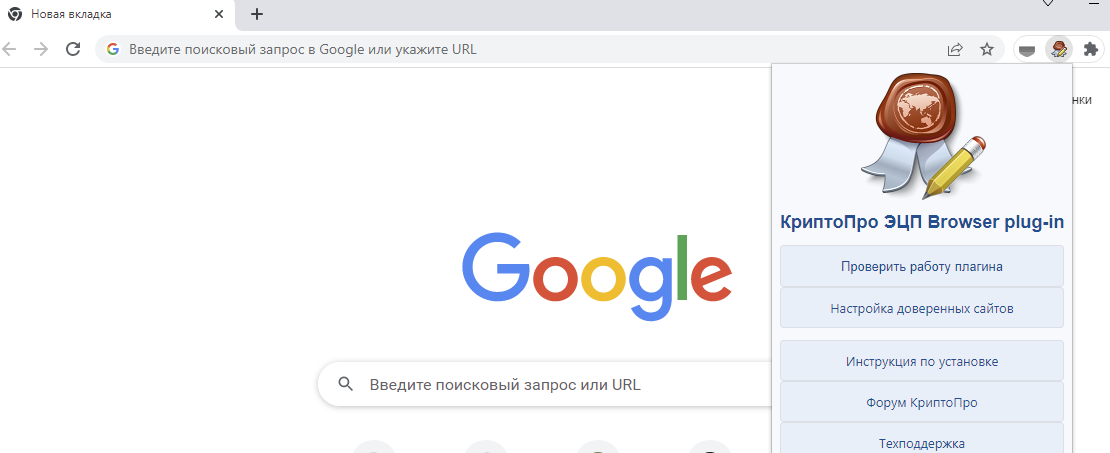 Новая вкладка
Введите поисковый запрос в Google или укажите URL
нки
КриптоПро ЭЦП Browser plug-in
Проверить работу плагина
Google
Настройка доверенных сайтов
Инструкция по установке
Введите поисковый запрос или URL
Форум КриптоПро
Техподдержка